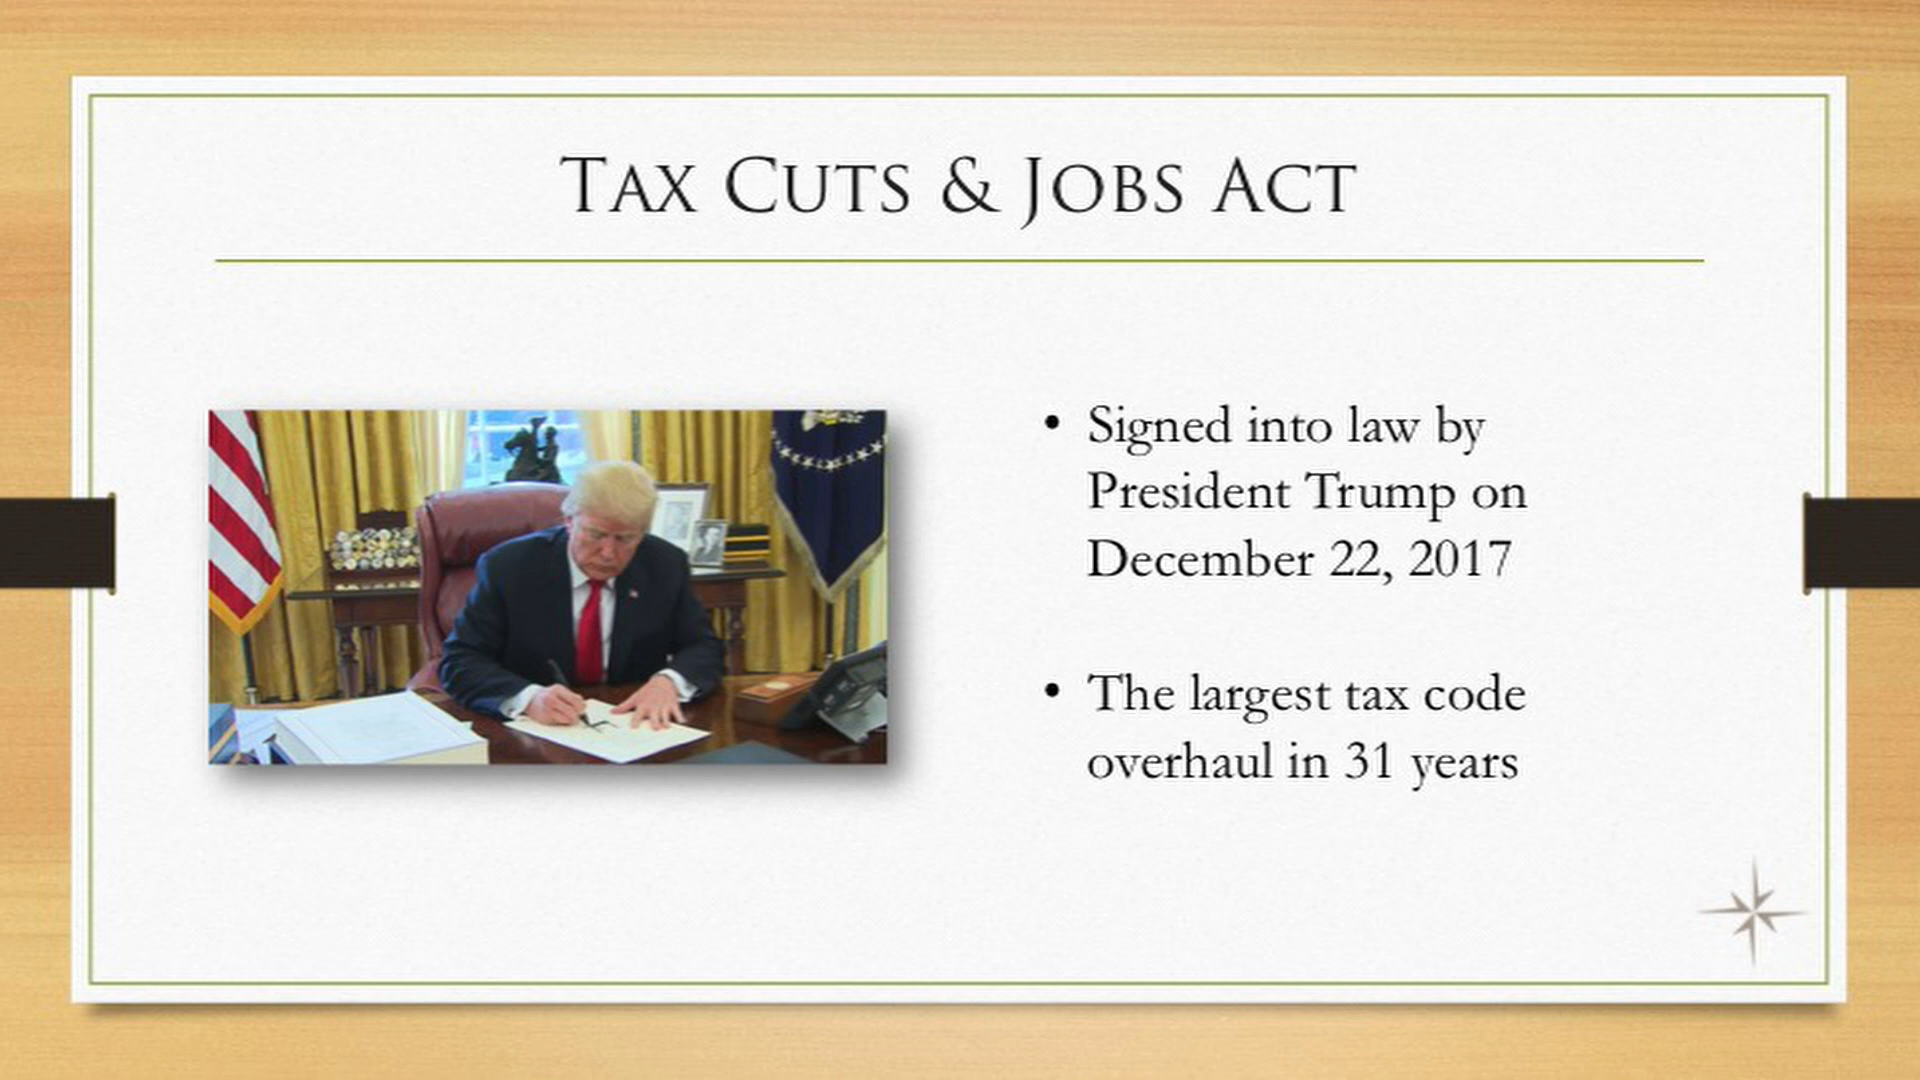 Tax Cuts & Jobs Act
• Signed into law by
President Trump on
December 22, 2017
• The largest tax code
overhaul in 31 years